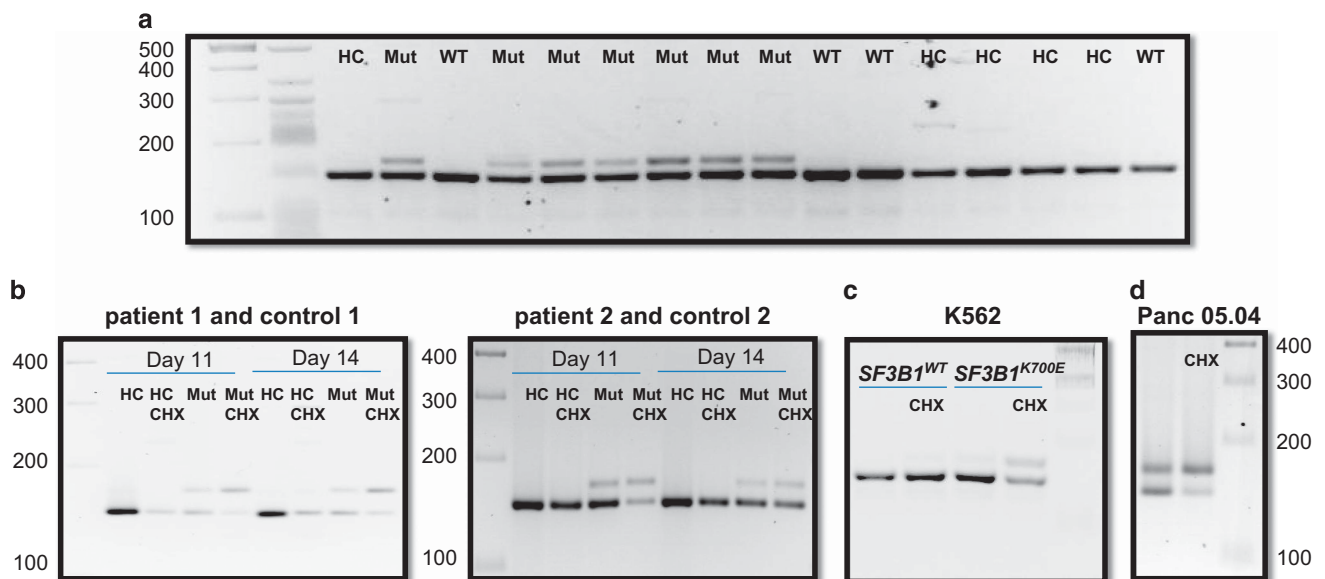 a
500
400
300
200
100
HC Mut WT Mut Mut Mut Mut Mut Mut WT WT HC HC HC HC WT
b
patient 1 and control 1
400
300
200
100
Day 11 Day 14
HC HC CHX Mut Mut CHX HC HC CHX Mut Mut CHX
patient 2 and control 2
400
300
200
100
Day 11 Day 14
HC HC CHX Mut Mut CHX HC HC CHX Mut Mut CHX
c
K562
SF3B1WT SF3B1K700E
CHX CHX
d
Panc 05.04
CHX
400
300
200
100